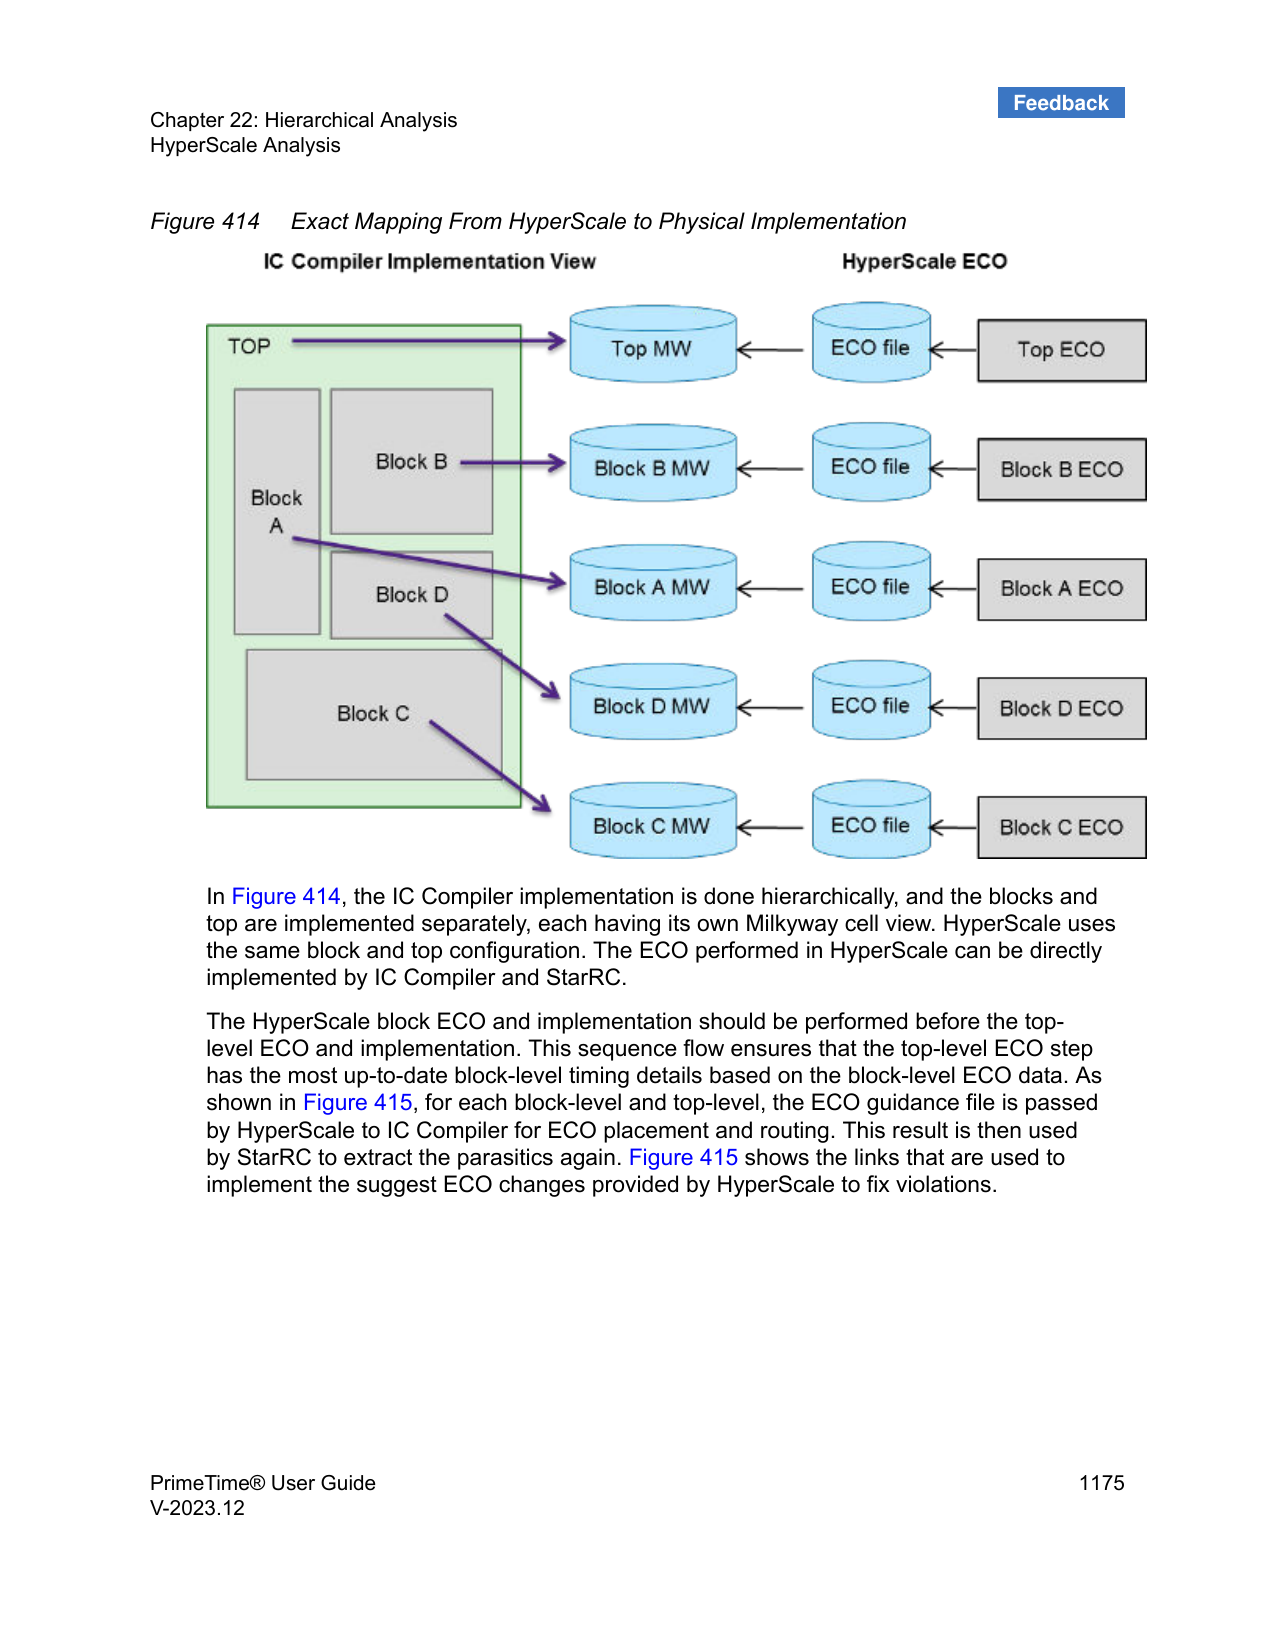 Feedback
Chapter 22: Hierarchical Analysis
HyperScale Analysis
Figure 414 Exact Mapping From HyperScale to Physical Implementation
IC Compiler Implementation View
HyperScale ECO
TOP
Top MW
ECO file
Top ECO
Block B
Block B MW
ECO file
Block B ECO
Block
A
Block A MW
ECO file
Block A ECO
Block D
Block D MW
ECO file
Block D ECO
Block C
Block C MW
ECO file
Block C ECO
In Figure 414, the IC Compiler implementation is done hierarchically, and the blocks and
top are implemented separately, each having its own Milkyway cell view. HyperScale uses
the same block and top configuration. The ECO performed in HyperScale can be directly
implemented by IC Compiler and StarRC.
The HyperScale block ECO and implementation should be performed before the top-
level ECO and implementation. This sequence flow ensures that the top-level ECO step
has the most up-to-date block-level timing details based on the block-level ECO data. As
shown in Figure 415, for each block-level and top-level, the ECO guidance file is passed
by HyperScale to IC Compiler for ECO placement and routing. This result is then used
by StarRC to extract the parasitics again. Figure 415 shows the links that are used to
implement the suggest ECO changes provided by HyperScale to fix violations.
PrimeTime® User Guide
1175
V-2023.12